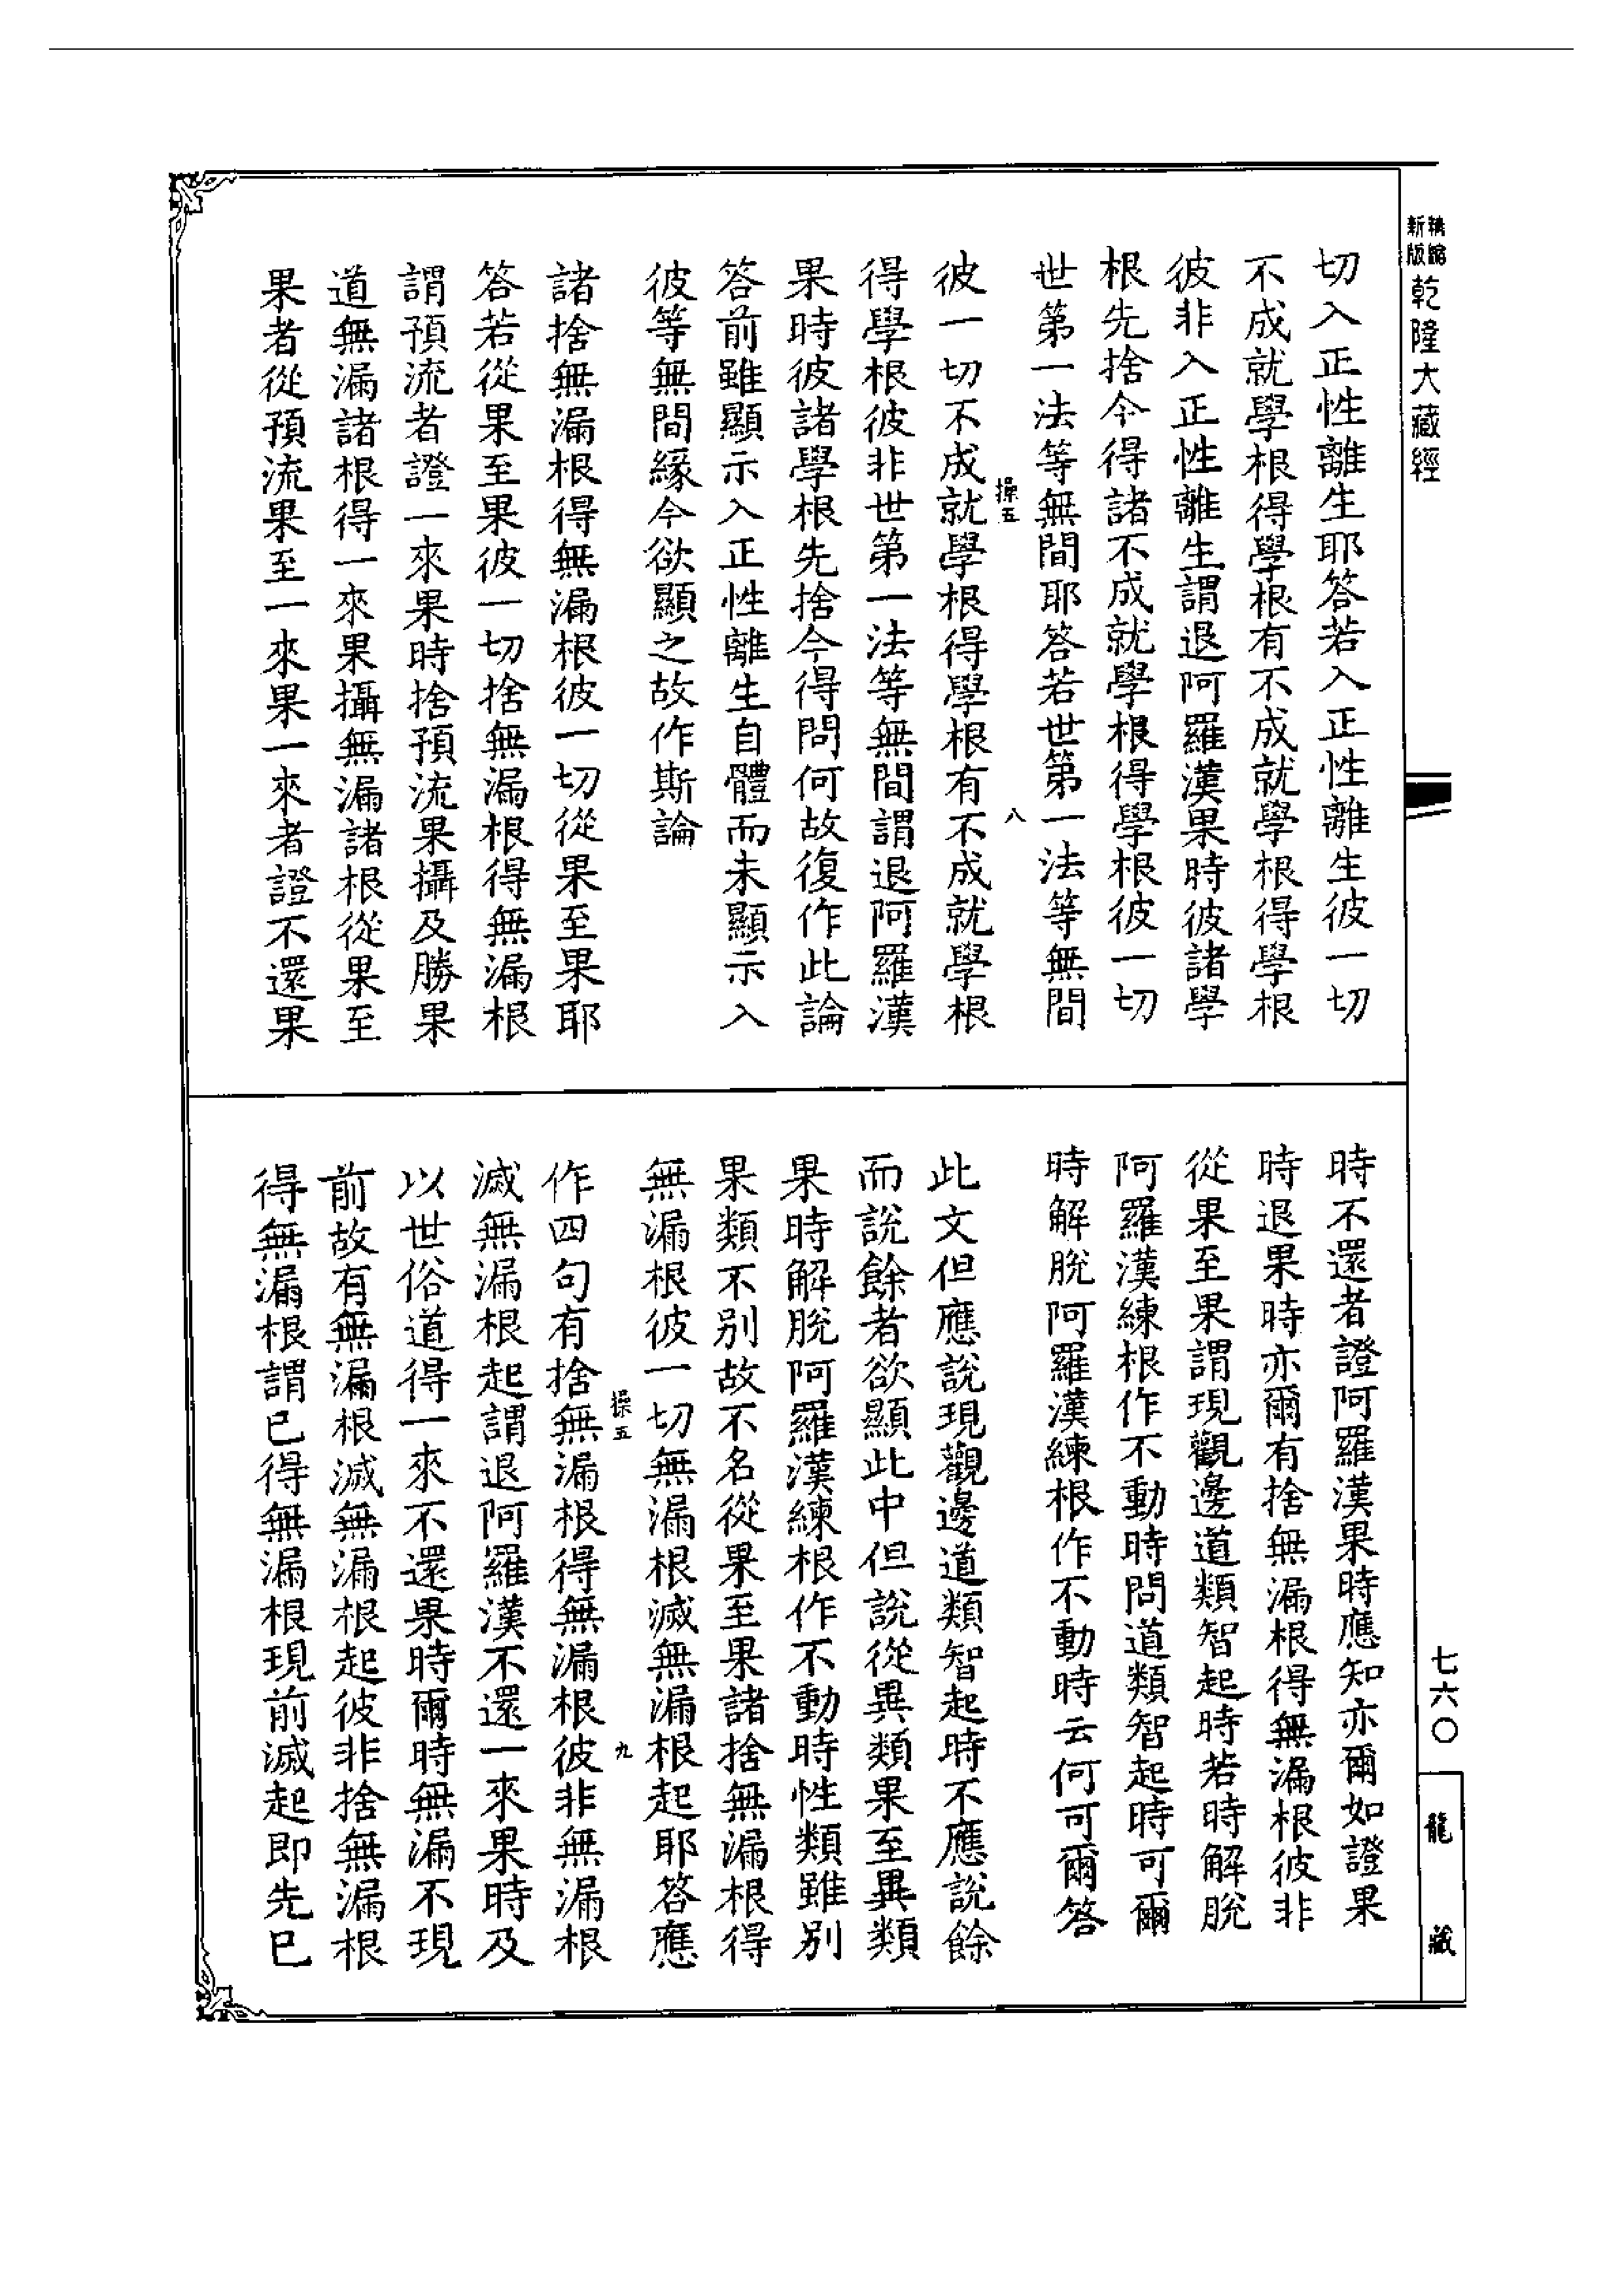 新編
新版
乾隆大藏經
切入正性離生耶答若入正性離生彼一切
不成就學根得學根有不成就學根得學根
彼非入正性離生謂退阿羅漢果時彼諸學
根先捨今得諸不成就學根得學根彼一切
世第一法等無間耶答若世第一法等無間
操五
八
彼一切不成就學根得學根有不成就學根
得學根彼非世第一法等無間謂退阿羅漢
果時彼諸學根先捨今得問何故復作此論
答前雖顯示入正性離生自體而未顯示入
彼等無間緣今欲顯之故作斯論
諸捨無漏根得無漏根彼一切從果至果耶
答若從果至果彼一切捨無漏根得無漏根
謂預流者證一來果時捨預流果攝及勝果
道無漏諸根得一來果攝無漏諸根從果至
果者從預流果至一來果一來者證不還果
時不還者證阿羅漢果時應知亦爾如證果
時退果時亦爾有捨無漏根得無漏根彼非
從果至果謂現觀邊道類智起時若時解脫
阿羅漢練根作不動時問道類智起時可爾
時解脫阿羅漢練根作不動時云何可爾答
此文但應說現觀邊道類智起時不應說餘
而說餘者欲顯此中但說從異類果至異類
果時解脫阿羅漢練根作不動時性類雖別
果類不別故不名從果至果諸捨無漏根得
無漏根彼一切無漏根滅無漏根起耶答應
操五
九
作四句有捨無漏根得無漏根彼非無漏根
滅無漏根起謂退阿羅漢不還一來果時及
以世俗道得一來不還果時爾時無漏不現
前故有無漏根滅無漏根起彼非捨無漏根
得無漏根謂已得無漏根現前滅起即先已
七六〇
龍藏